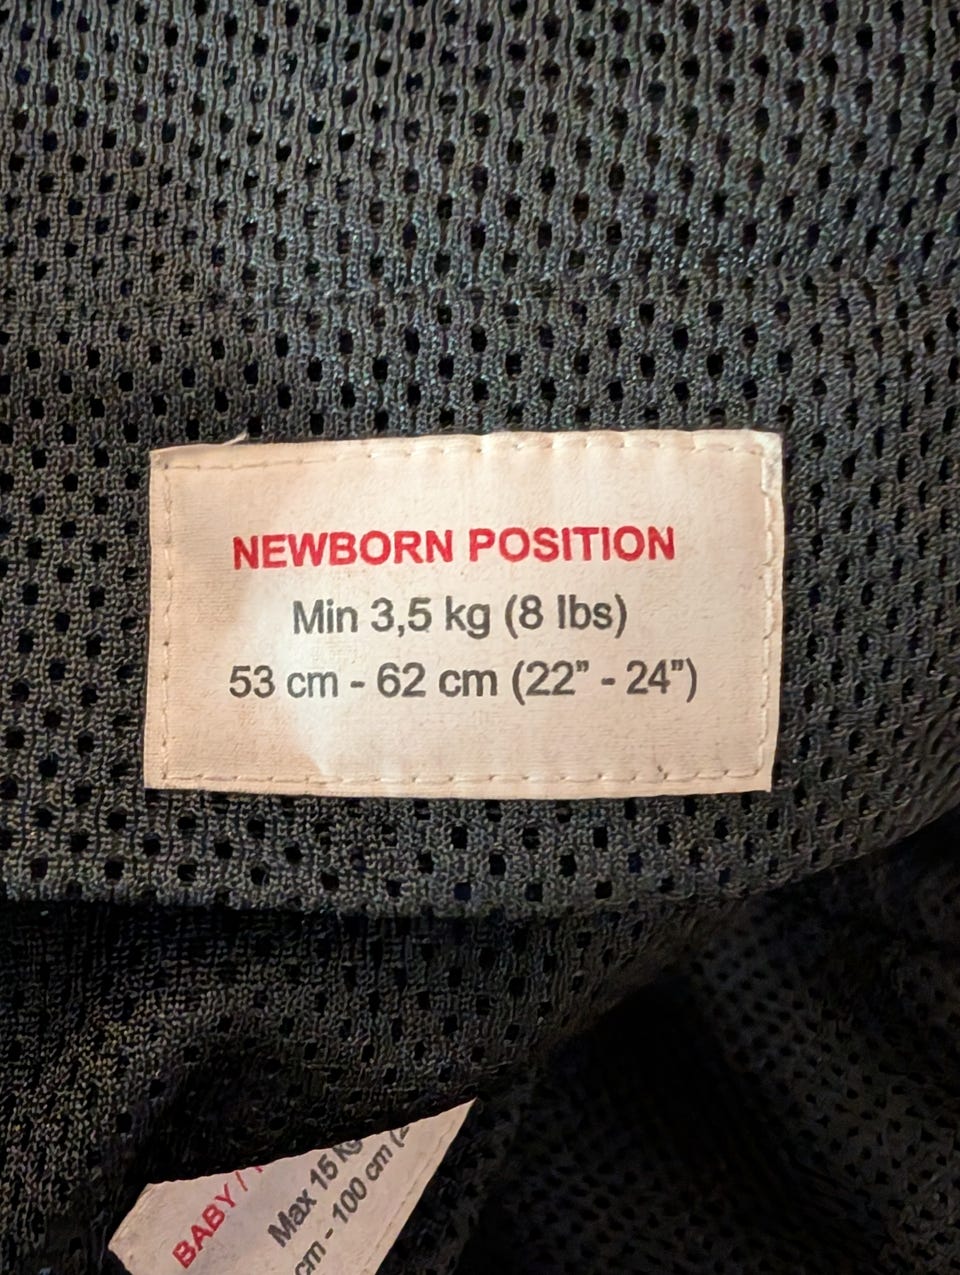 NEWBORN POSITION
Min 3,5 kg (8 lbs)
53 cm - 62 cm (22” - 24”)
BABY /
Max 15 kg
cm - 100 cm (